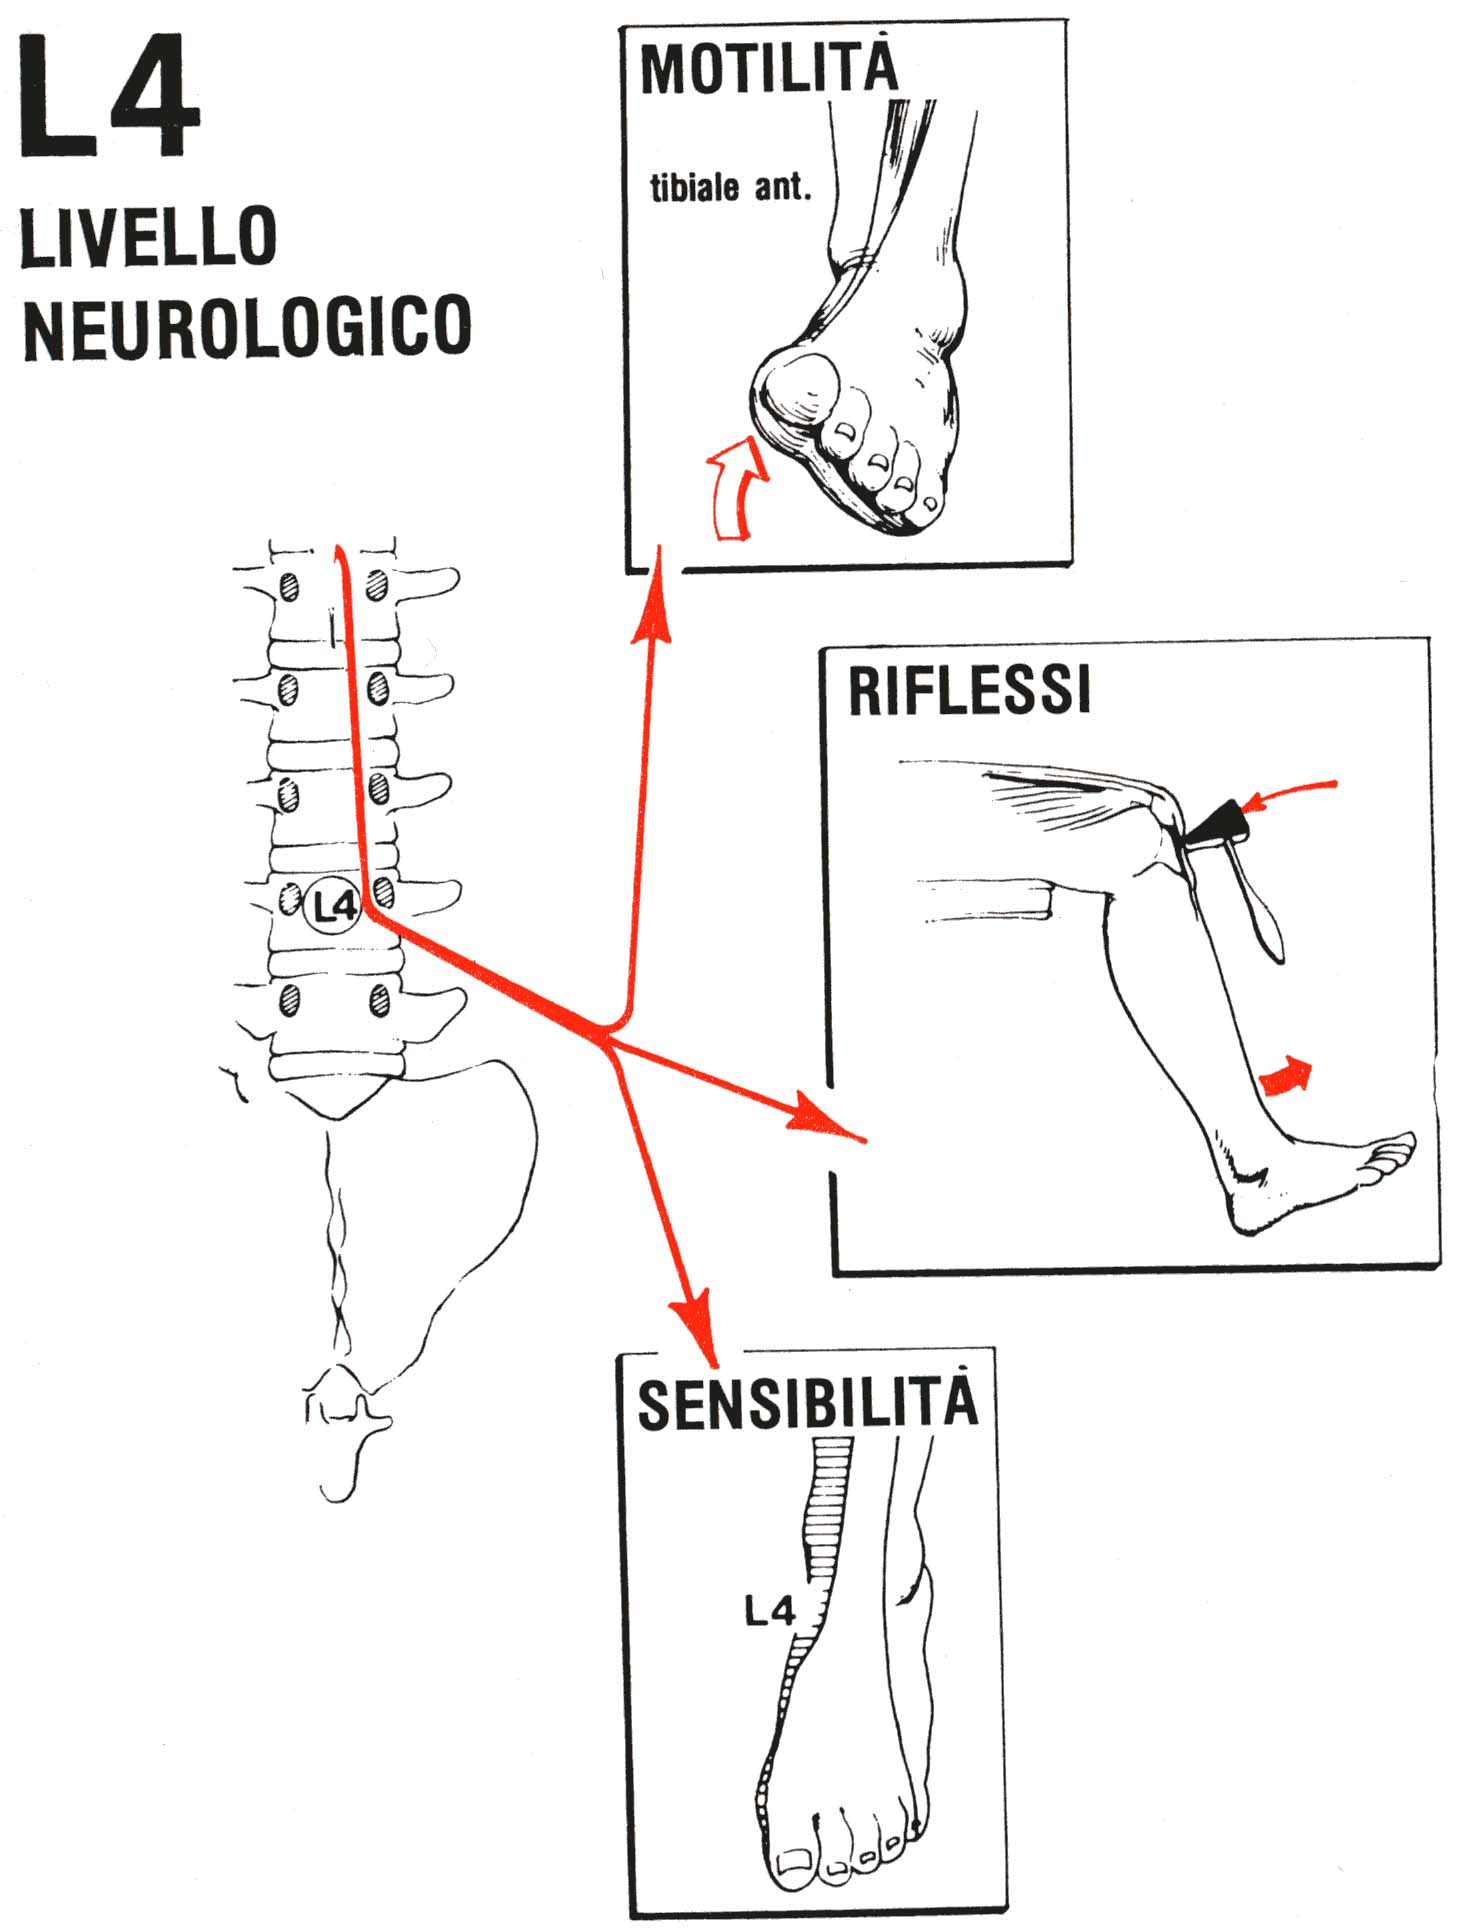 L4
LIVELLO
NEUROLOGICO
MOTILITÀ
tibiale ant.
RIFLESSI
L4
SENSIBILITÀ
L4